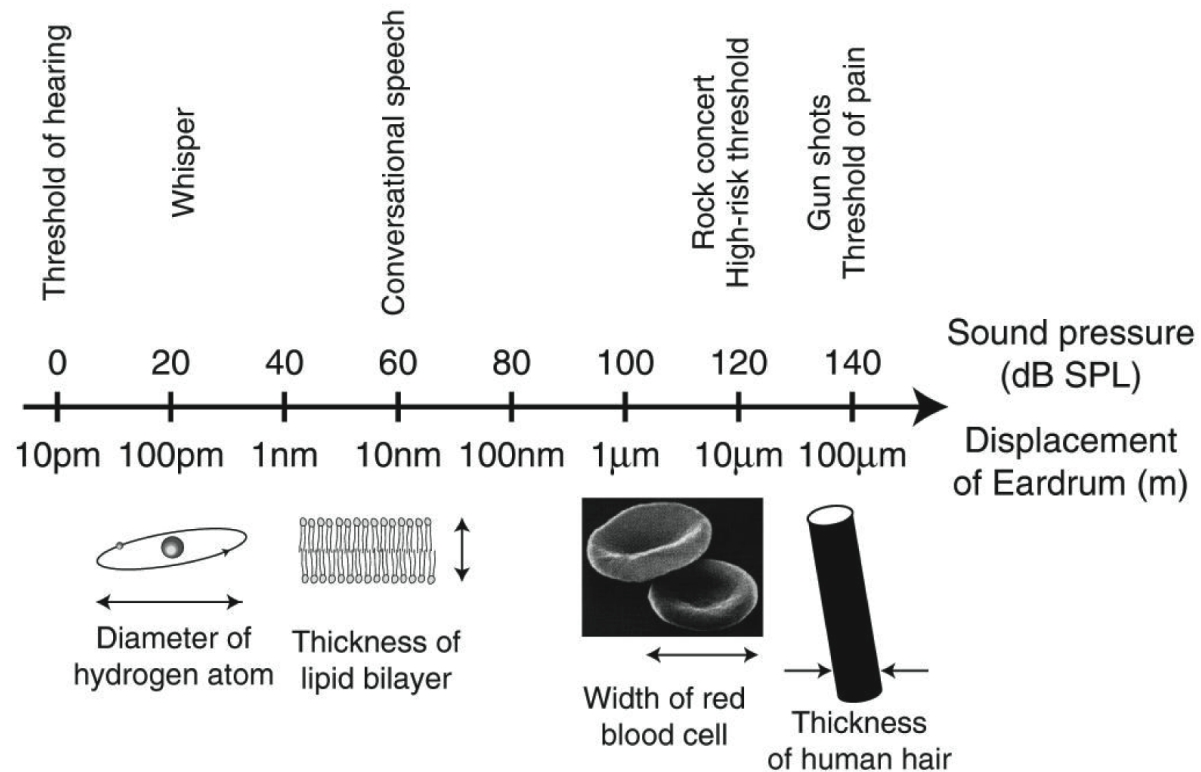 Threshold of hearing
Whisper
Conversational speech
Rock concert
High-risk threshold
Gun shots
Threshold of pain
0 20 40 60 80 100 120 140
Sound pressure
(dB SPL)
10pm 100pm 1nm 10nm 100nm 1μm 10μm 100μm
Displacement
of Eardrum (m)
Diameter of
hydrogen atom
Thickness of
lipid bilayer
Width of red
blood cell
Thickness
of human hair